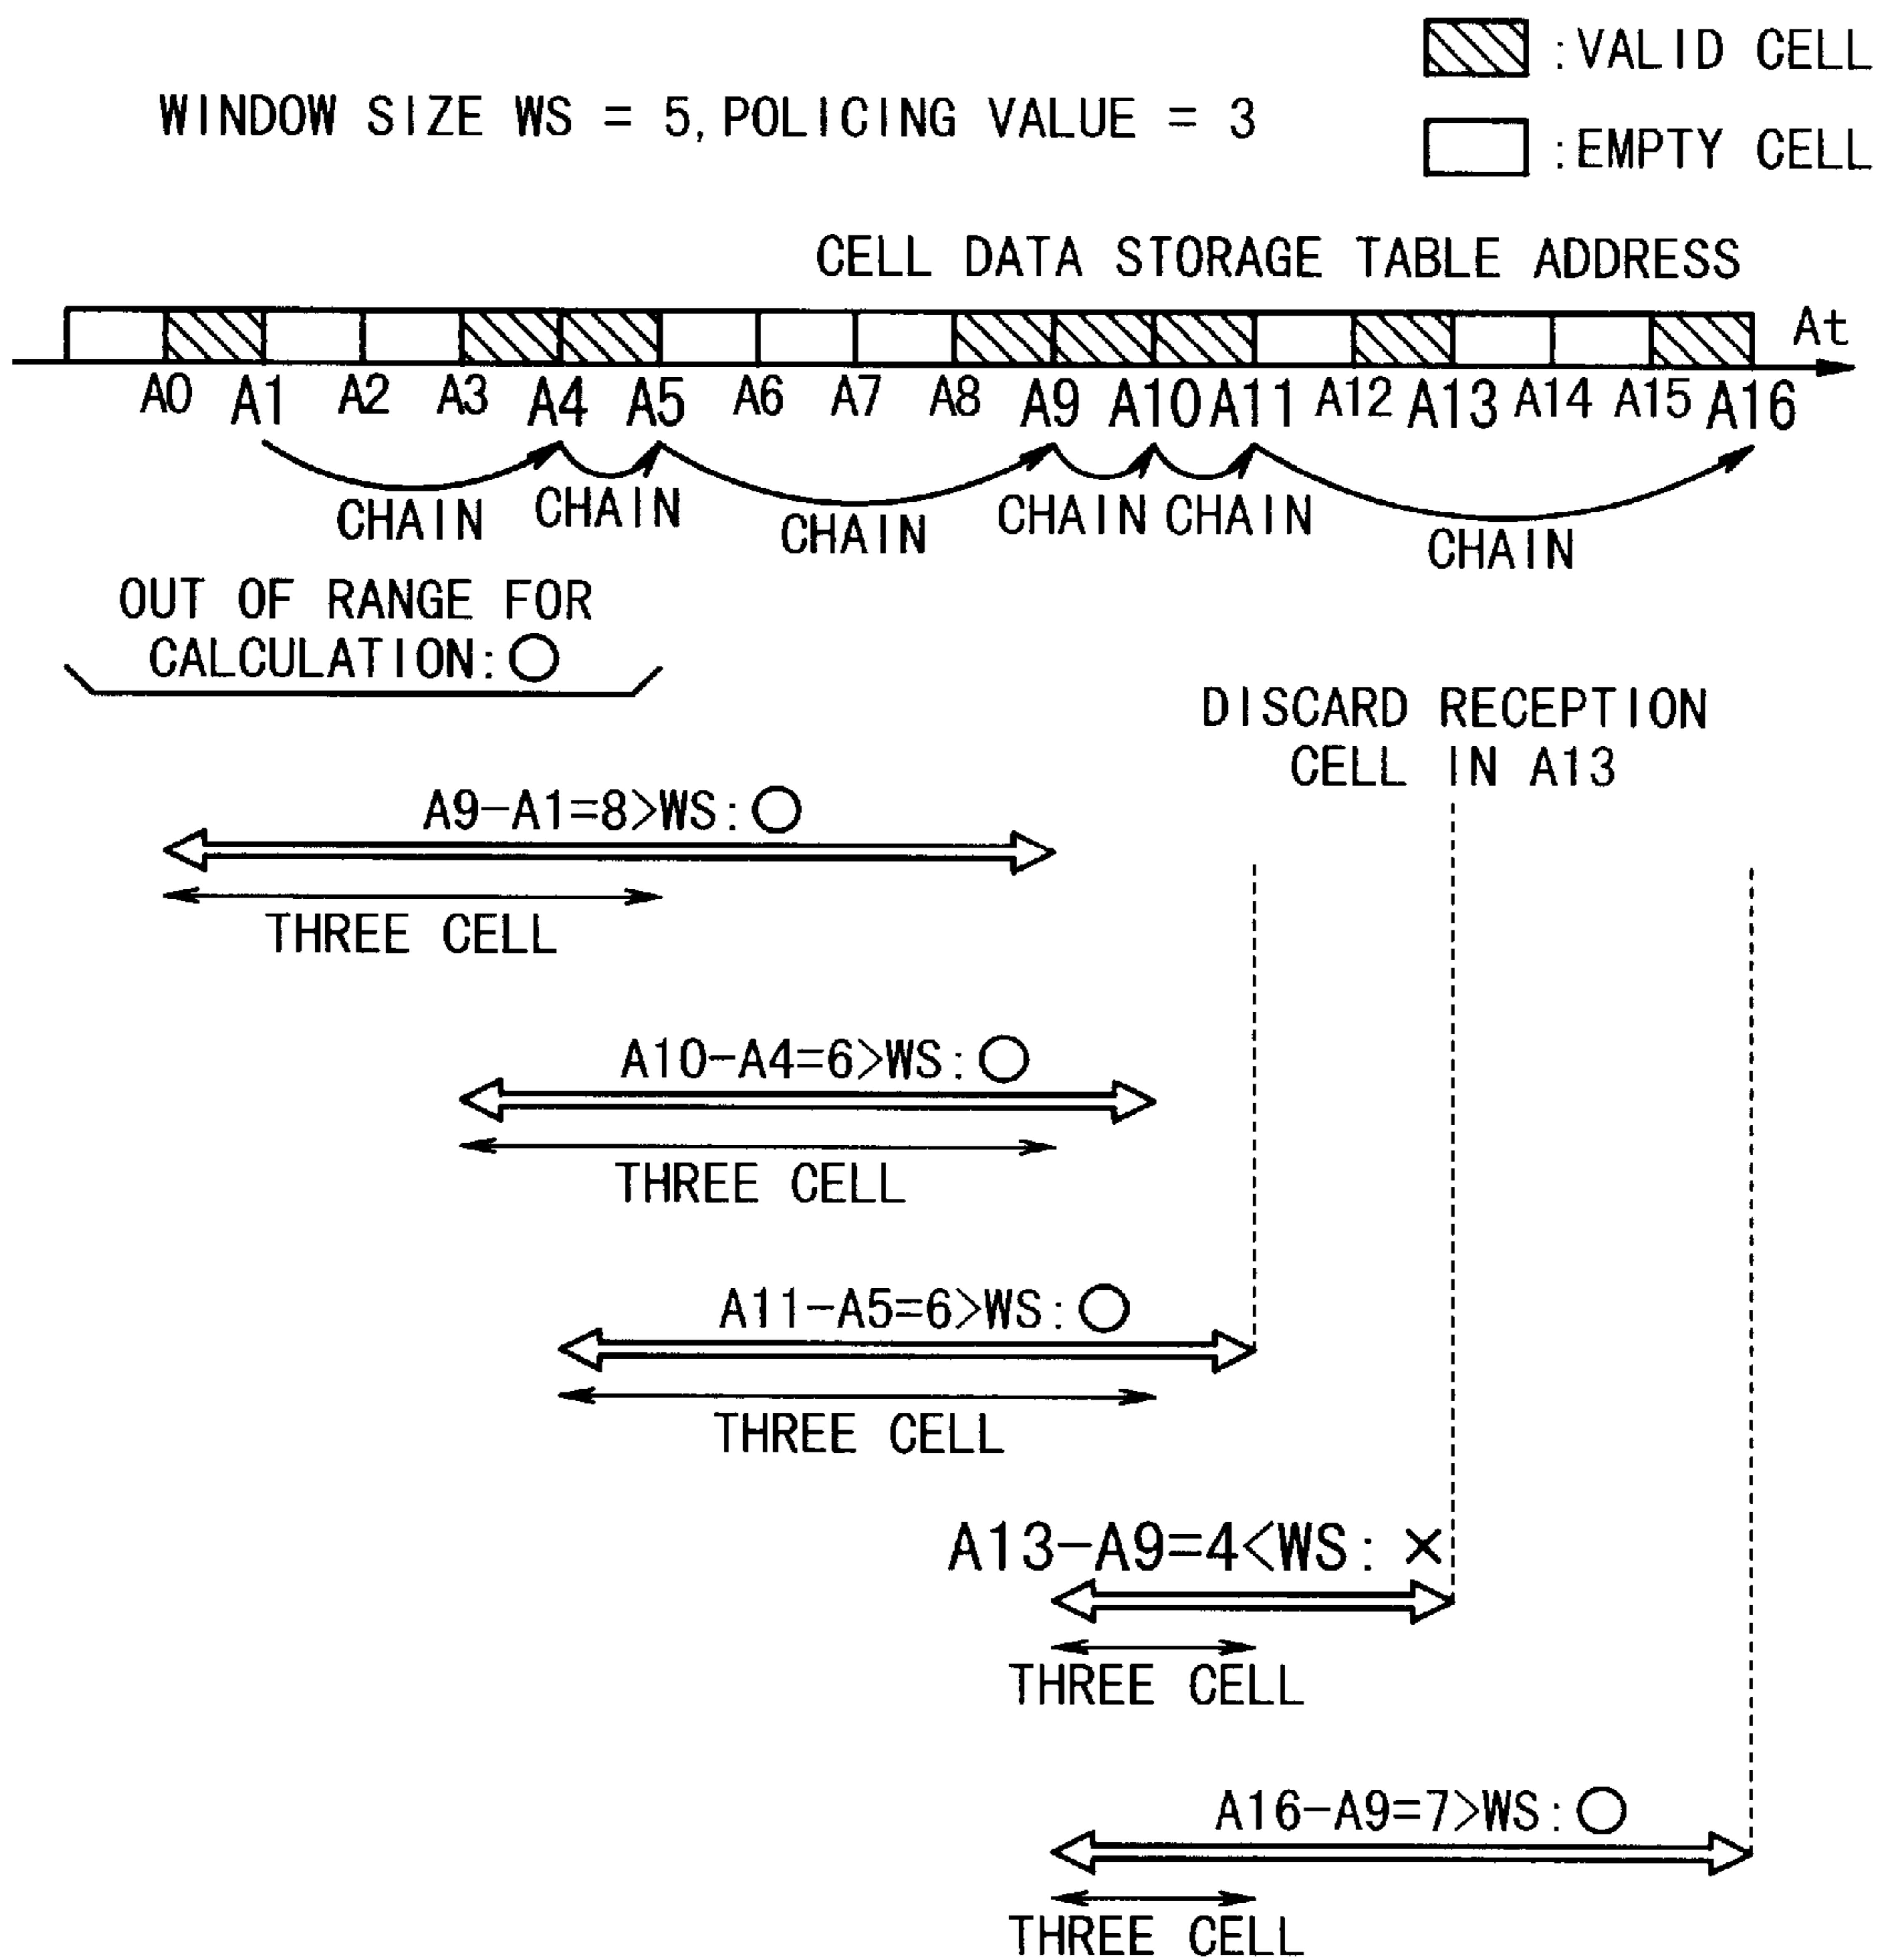 :VALID CELL
WINDOW SIZE WS = 5, POLICING VALUE = 3
:EMPTY CELL
CELL DATA STORAGE TABLE ADDRESS
At
A0 A1 A2 A3 A4 A5 A6 A7 A8 A9 A10 A11 A12 A13 A14 A15 A16
CHAIN CHAIN CHAIN CHAIN CHAIN CHAIN
OUT OF RANGE FOR
CALCULATION:○
DISCARD RECEPTION
CELL IN A13
A9-A1=8>WS:○
THREE CELL
A10-A4=6>WS:○
THREE CELL
A11-A5=6>WS:○
THREE CELL
A13-A9=4<WS: ×
THREE CELL
A16-A9=7>WS:○
THREE CELL